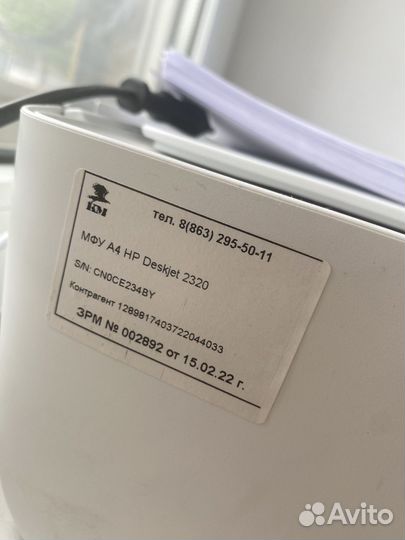 тел. 8(863) 295-50-11
МФУ А4 HP Deskjet 2320
S/N: CN0CE234BY
Контрагент 1289817403722044033
ЗРМ № 002892 от 15.02.22 г.
Avito